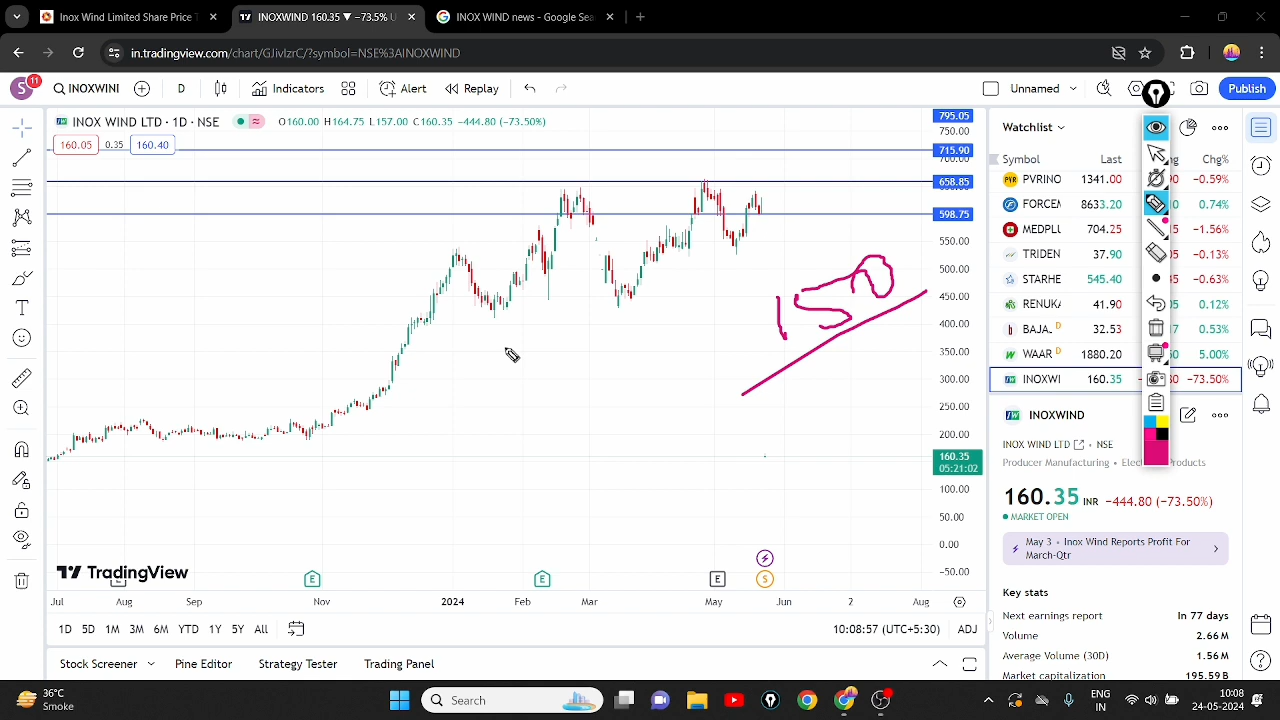 Inox Wind Limited Share Price T
INOXWIND 160.35 ▼ −73.5% U
INOX WIND news - Google Sea
in.tradingview.com/chart/GJivIzrC/?symbol=NSE%3AINOXWIND
S 11 INOXWINI D Indicators Alert Replay Unnamed Publish
INOX WIND LTD · 1D · NSE O160.00 H164.75 L157.00 C160.35 −444.80 (−73.50%)
160.05 0.35 160.40
795.05
750.00
715.90
700.00
658.85
598.75
550.00
500.00
450.00
400.00
350.00
300.00
250.00
200.00
160.35
05:21:02
100.00
50.00
0.00
−50.00
150
TradingView
E E E E S
Jul Aug Sep Nov 2024 Feb Mar May Jun 2 Aug
1D 5D 1M 3M 6M YTD 1Y 5Y All 10:08:57 (UTC+5:30) ADJ
Stock Screener Pine Editor Strategy Tester Trading Panel
Watchlist
Symbol Last Chg%
PVRINO 1341.00 −0.59%
FORCEM 8633.20 0.74%
MEDPLU 704.25 −1.56%
TRIDEN 37.90 −0.13%
STARHE 545.40 −0.63%
RENUKA 41.90 0.12%
BAJA. D 32.53 0.53%
WAAR D 1880.20 5.00%
INOXWI 160.35 −73.50%
INOXWIND
INOX WIND LTD · NSE
Producer Manufacturing • Elec Products
160.35 INR −444.80 (−73.50%)
MARKET OPEN
May 3 • Inox Wind Reports Profit For
March-Qtr
Key stats
Next earnings report In 77 days
Volume 2.66 M
Average Volume (30D) 1.56 M
Market capitalization 195.59 B
36°C
Smoke
Search
ENG
IN
10:08
24-05-2024